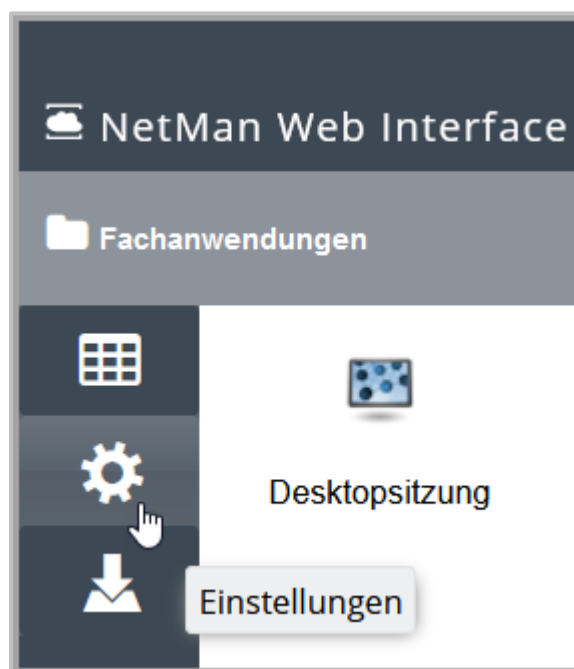 NetMan Web Interface
Fachanwendungen
Desktopsitzung
Einstellungen